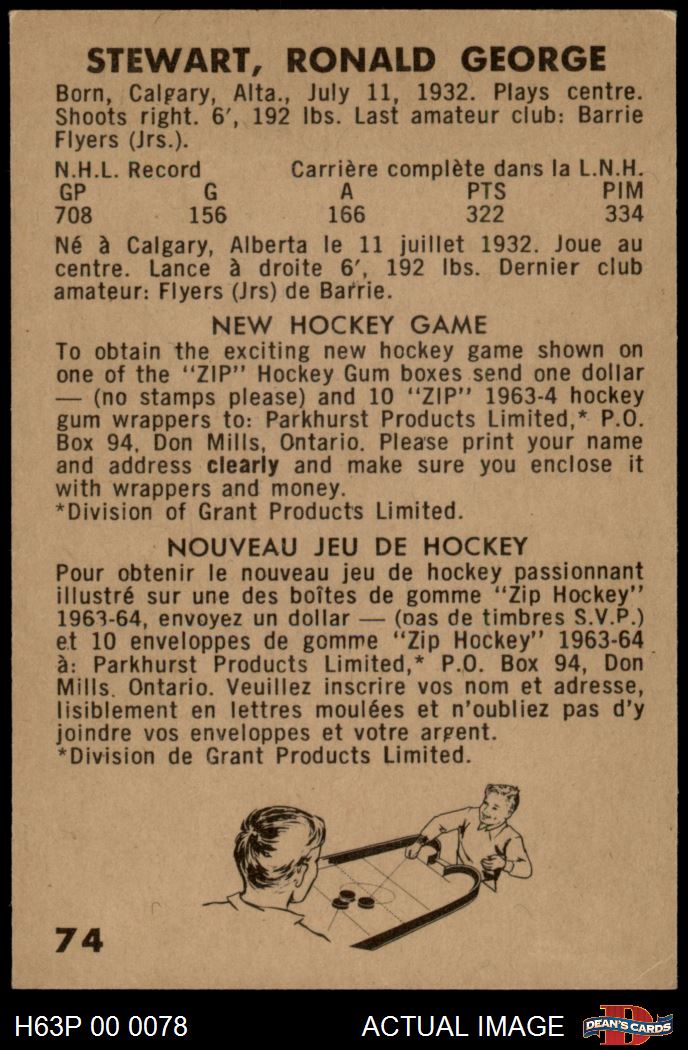 STEWART, RONALD GEORGE
Born, Calgary, Alta., July 11, 1932. Plays centre.
Shoots right. 6′, 192 lbs. Last amateur club: Barrie
Flyers (Jrs.).
N.H.L. Record Carrière complète dans la L.N.H.
GP G A PTS PIM
708 156 166 322 334
Né à Calgary, Alberta le 11 juillet 1932. Joue au
centre. Lance à droite 6′, 192 lbs. Dernier club
amateur: Flyers (Jrs) de Barrie.
NEW HOCKEY GAME
To obtain the exciting new hockey game shown on
one of the "ZIP" Hockey Gum boxes send one dollar
— (no stamps please) and 10 "ZIP" 1963-4 hockey
gum wrappers to: Parkhurst Products Limited,* P.O.
Box 94, Don Mills, Ontario. Please print your name
and address clearly and make sure you enclose it
with wrappers and money.
*Division of Grant Products Limited.
NOUVEAU JEU DE HOCKEY
Pour obtenir le nouveau jeu de hockey passionnant
illustré sur une des boîtes de gomme "Zip Hockey"
1963-64, envoyez un dollar — (pas de timbres S.V.P.)
et 10 enveloppes de gomme "Zip Hockey" 1963-64
à: Parkhurst Products Limited,* P.O. Box 94, Don
Mills. Ontario. Veuillez inscrire vos nom et adresse,
lisiblement en lettres moulées et n'oubliez pas d'y
joindre vos enveloppes et votre argent.
*Division de Grant Products Limited.
74
H63P 00 0078 ACTUAL IMAGE D DEAN'S CARDS